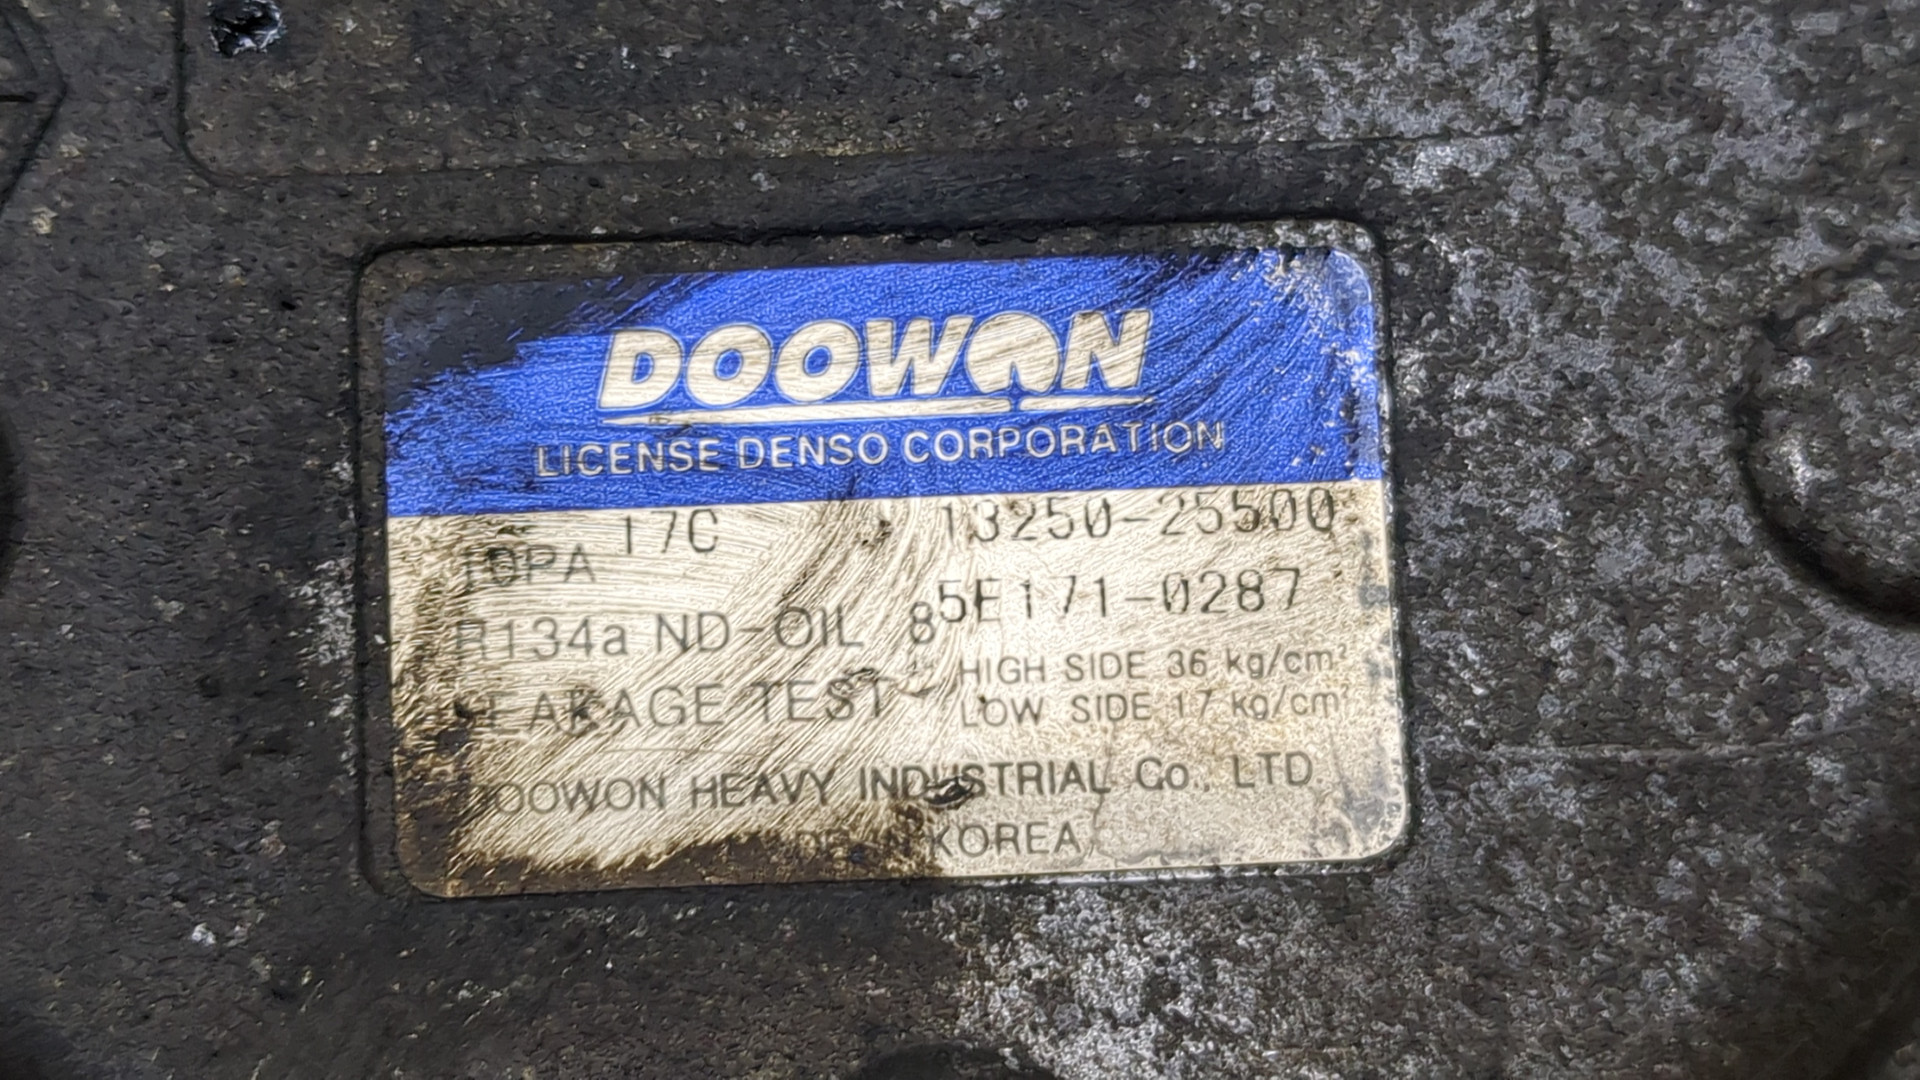 DOOWON
LICENSE DENSO CORPORATION
10PA 17C 13250-25500
5E171-0287
R134a ND-OIL 8
LEAKAGE TEST HIGH SIDE 36 kg/cm²
LOW SIDE 17 kg/cm²
DOOWON HEAVY INDUSTRIAL Co., LTD.
KOREA